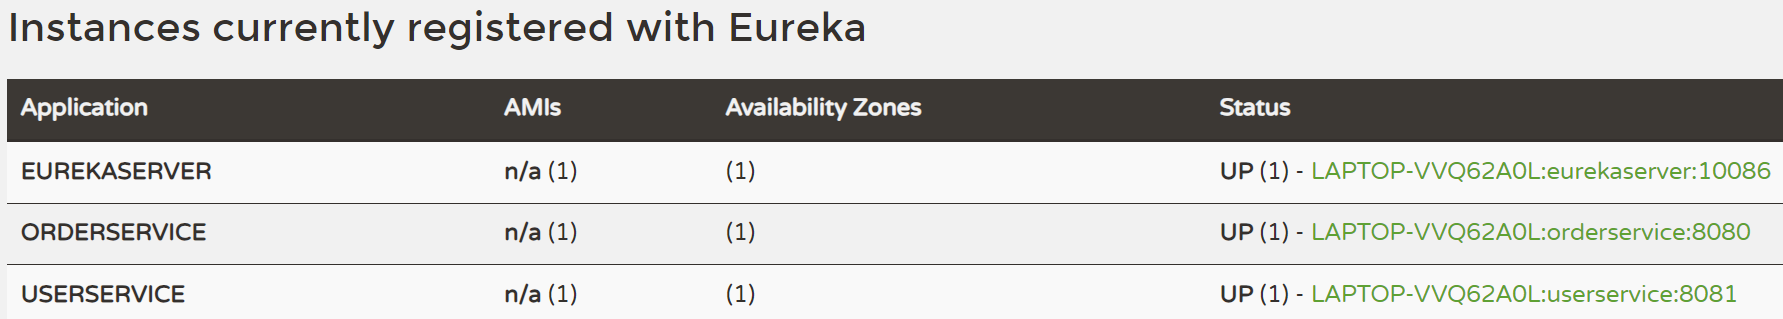 Instances currently registered with Eureka
Application AMIs Availability Zones Status
EUREKASERVER n/a (1) (1) UP (1) - LAPTOP-VVQ62A0L:eurekaserver:10086
ORDERSERVICE n/a (1) (1) UP (1) - LAPTOP-VVQ62A0L:orderservice:8080
USERSERVICE n/a (1) (1) UP (1) - LAPTOP-VVQ62A0L:userservice:8081